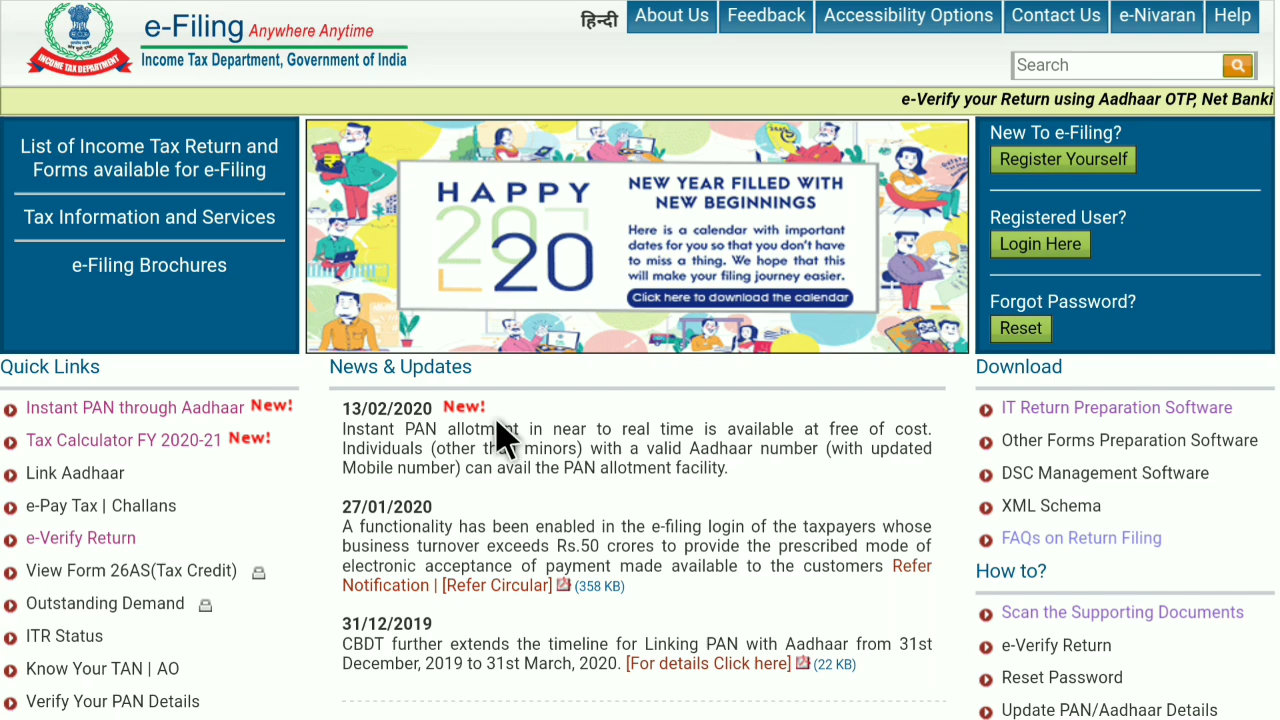 हिन्दी
About Us
Feedback
Accessibility Options
Contact Us
e-Nivaran
Help
e-Filing Anywhere Anytime
Income Tax Department, Government of India
INCOME TAX DEPARTMENT
Search
e-Verify your Return using Aadhaar OTP, Net Banki
List of Income Tax Return and
Forms available for e-Filing
Tax Information and Services
e-Filing Brochures
HAPPY
2020
NEW YEAR FILLED WITH
NEW BEGINNINGS
Here is a calendar with important
dates for you so that you don't have
to miss a thing. We hope that this
will make your filing journey easier.
Click here to download the calendar
New To e-Filing?
Register Yourself
Registered User?
Login Here
Forgot Password?
Reset
Quick Links
Instant PAN through Aadhaar New!
Tax Calculator FY 2020-21 New!
Link Aadhaar
e-Pay Tax | Challans
e-Verify Return
View Form 26AS(Tax Credit)
Outstanding Demand
ITR Status
Know Your TAN | AO
Verify Your PAN Details
News & Updates
13/02/2020 New!
Instant PAN allotment in near to real time is available at free of cost.
Individuals (other than minors) with a valid Aadhaar number (with updated
Mobile number) can avail the PAN allotment facility.
27/01/2020
A functionality has been enabled in the e-filing login of the taxpayers whose
business turnover exceeds Rs.50 crores to provide the prescribed mode of
electronic acceptance of payment made available to the customers Refer
Notification | [Refer Circular] (358 KB)
31/12/2019
CBDT further extends the timeline for Linking PAN with Aadhaar from 31st
December, 2019 to 31st March, 2020. [For details Click here] (22 KB)
Download
IT Return Preparation Software
Other Forms Preparation Software
DSC Management Software
XML Schema
FAQs on Return Filing
How to?
Scan the Supporting Documents
e-Verify Return
Reset Password
Update PAN/Aadhaar Details